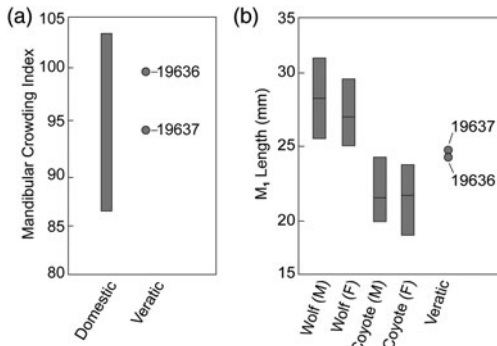 (a)
Mandibular Crowding Index
105
100
95
90
85
80
19636
19637
Domestic
Veratic
(b)
M₁ Length (mm)
35
30
25
20
15
19637
19636
Wolf (M)
Wolf (F)
Coyote (M)
Coyote (F)
Veratic